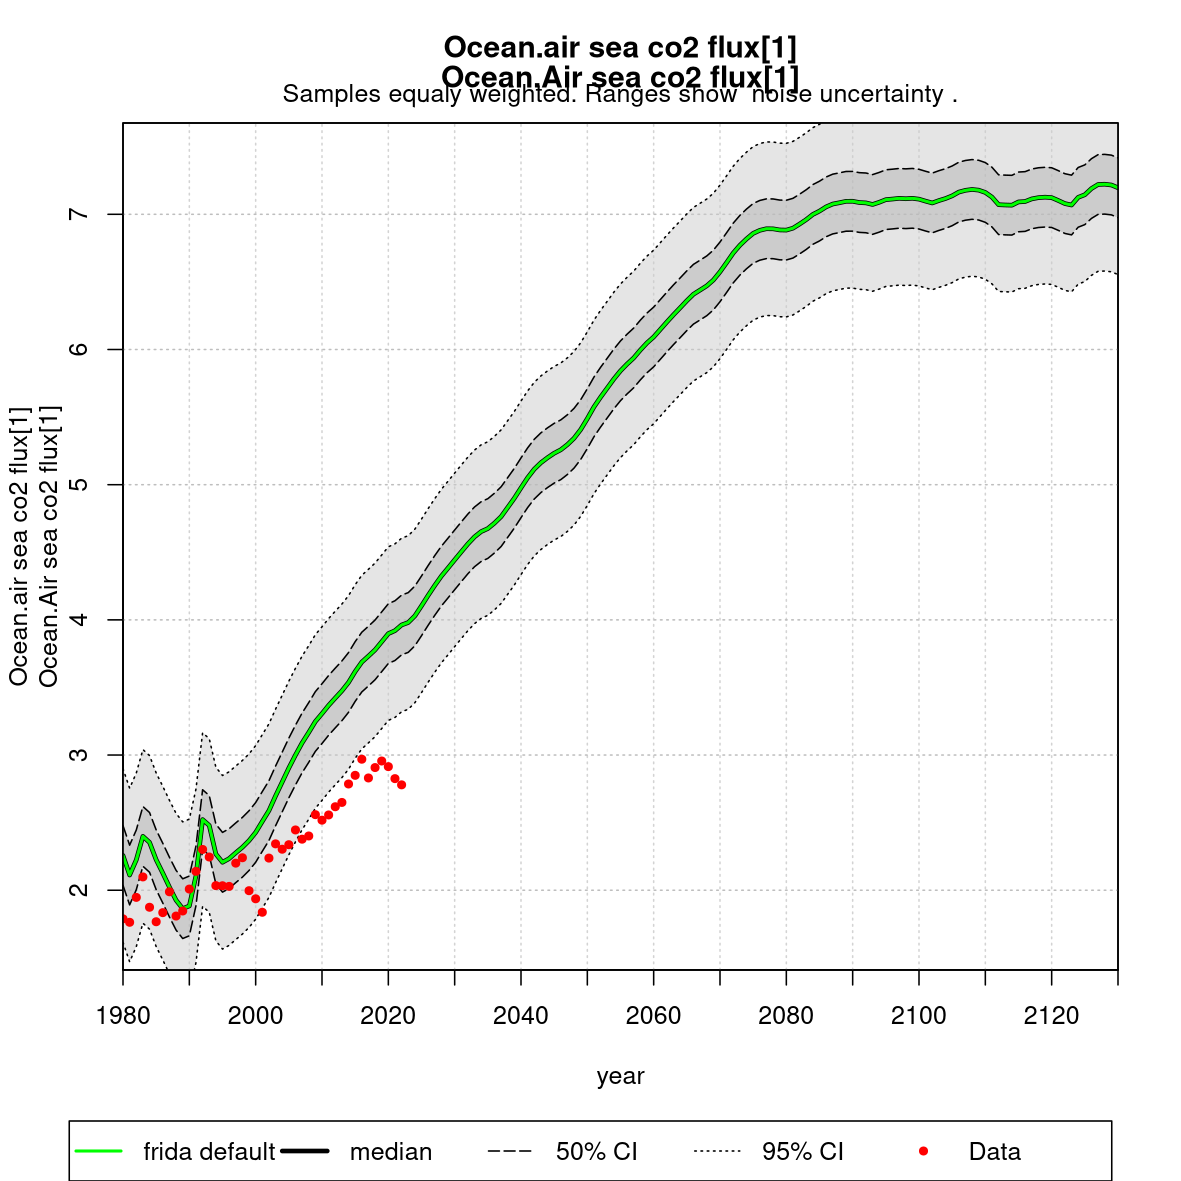 Ocean.air sea co2 flux[1]
Ocean.Air sea co2 flux[1]
Samples equaly weighted. Ranges show  noise uncertainty .
Ocean.air sea co2 flux[1]
Ocean.Air sea co2 flux[1]
7
6
5
4
3
2
1980 2000 2020 2040 2060 2080 2100 2120
year
frida default median 50% CI 95% CI Data